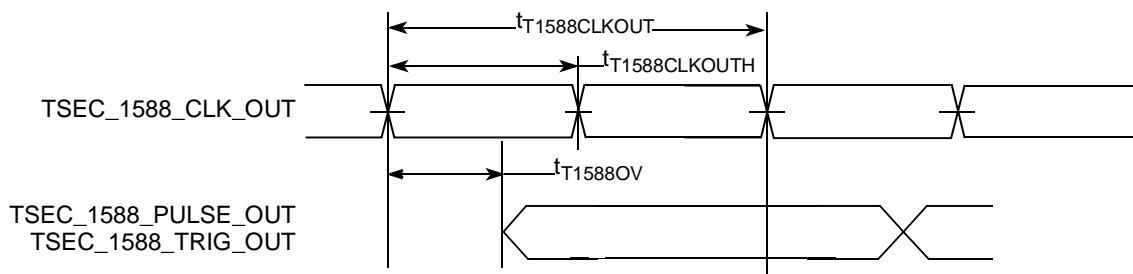 tT1588CLKOUT
tT1588CLKOUTH
TSEC_1588_CLK_OUT
tT1588OV
TSEC_1588_PULSE_OUT
TSEC_1588_TRIG_OUT